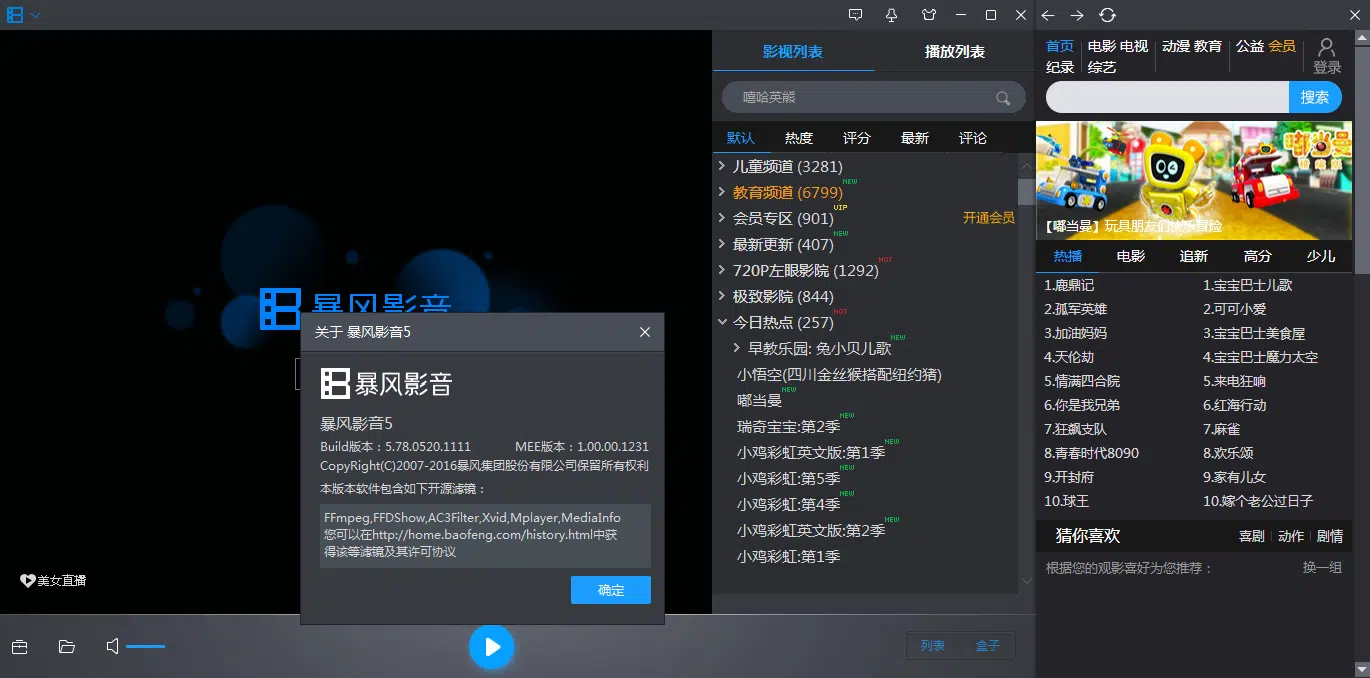 影视列表
播放列表
嘻哈英熊
默认
热度
评分
最新
评论
儿童频道 (3281)
教育频道 (6799) NEW
会员专区 (901) VIP
开通会员
最新更新 (407) NEW
720P左眼影院 (1292) HOT
极致影院 (844)
今日热点 (257) HOT
早教乐园: 兔小贝儿歌 NEW
小悟空(四川金丝猴搭配纽约猪)
嘟当曼 NEW
瑞奇宝宝:第2季 NEW
小鸡彩虹英文版:第1季 NEW
小鸡彩虹:第5季 NEW
小鸡彩虹:第4季 NEW
小鸡彩虹英文版:第2季 NEW
小鸡彩虹:第1季
暴风影音
关于 暴风影音5
暴风影音
暴风影音5
Build版本：5.78.0520.1111
MEE版本：1.00.00.1231
CopyRight(C)2007-2016暴风集团股份有限公司保留所有权利
本版本软件包含如下开源滤镜：
FFmpeg,FFDShow,AC3Filter,Xvid,Mplayer,MediaInfo
您可以在http://home.baofeng.com/history.html中获
得该等滤镜及其许可协议
确定
美女直播
列表
盒子
首页
电影 电视
动漫 教育
公益 会员
纪录
综艺
登录
搜索
【嘟当曼】玩具朋友们快乐冒险
热播
电影
追新
高分
少儿
1.鹿鼎记
1.宝宝巴士儿歌
2.孤军英雄
2.可可小爱
3.加油妈妈
3.宝宝巴士美食屋
4.天伦劫
4.宝宝巴士魔力太空
5.情满四合院
5.来电狂响
6.你是我兄弟
6.红海行动
7.狂飙支队
7.麻雀
8.青春时代8090
8.欢乐颂
9.开封府
9.家有儿女
10.球王
10.嫁个老公过日子
猜你喜欢
喜剧
动作
剧情
根据您的观影喜好为您推荐：
换一组